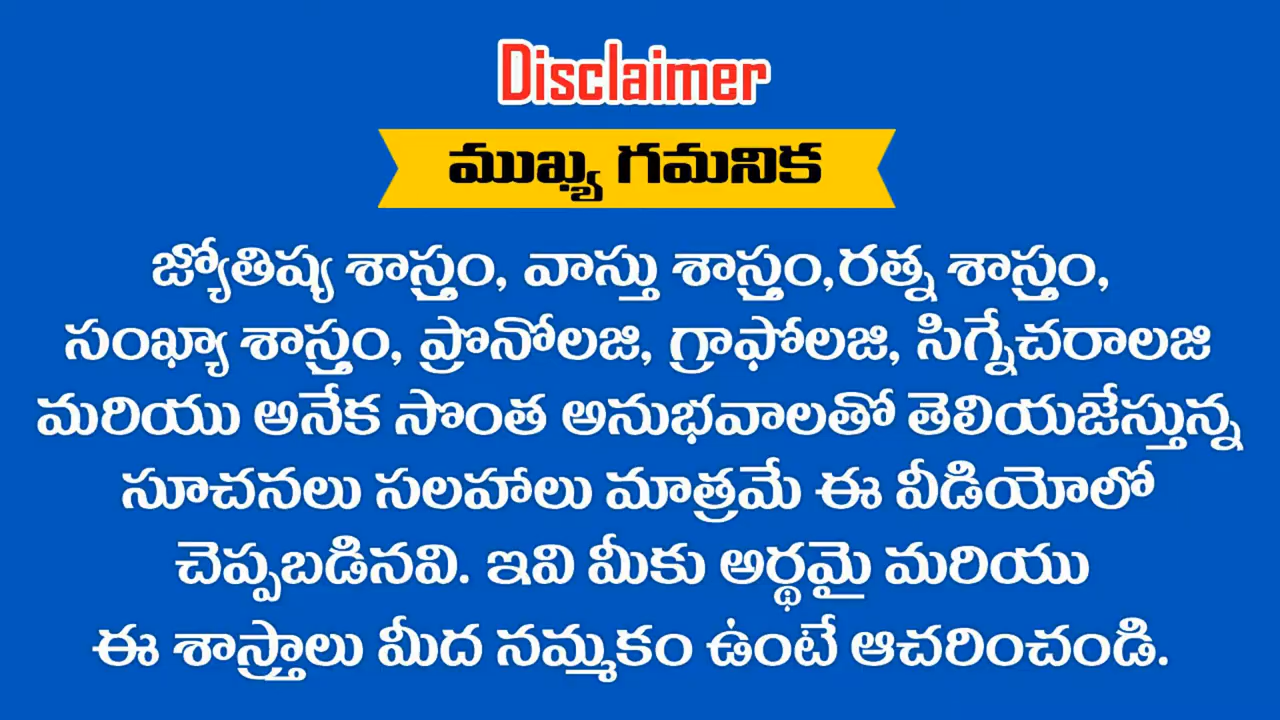 Disclaimer
ముఖ్య గమనిక
జ్యోతిష్య శాస్త్రం, వాస్తు శాస్త్రం,రత్న శాస్త్రం,
సంఖ్యా శాస్త్రం, ప్రొనోలజి, గ్రాఫోలజి, సిగ్నేచరాలజి
మరియు అనేక సొంత అనుభవాలతో తెలియజేస్తున్న
సూచనలు సలహాలు మాత్రమే ఈ వీడియోలో
చెప్పబడినవి. ఇవి మీకు అర్థమై మరియు
ఈ శాస్త్రాలు మీద నమ్మకం ఉంటే ఆచరించండి.